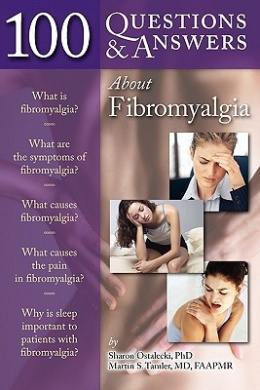 100 QUESTIONS
& ANSWERS
About
Fibromyalgia
What is
fibromyalgia?
What are
the symptoms of
fibromyalgia?
What causes
fibromyalgia?
What causes
the pain
in fibromyalgia?
Why is sleep
important to
patients with
fibromyalgia?
by
Sharon Ostalecki, PhD
Martin S. Tamler, MD, FAAPMR